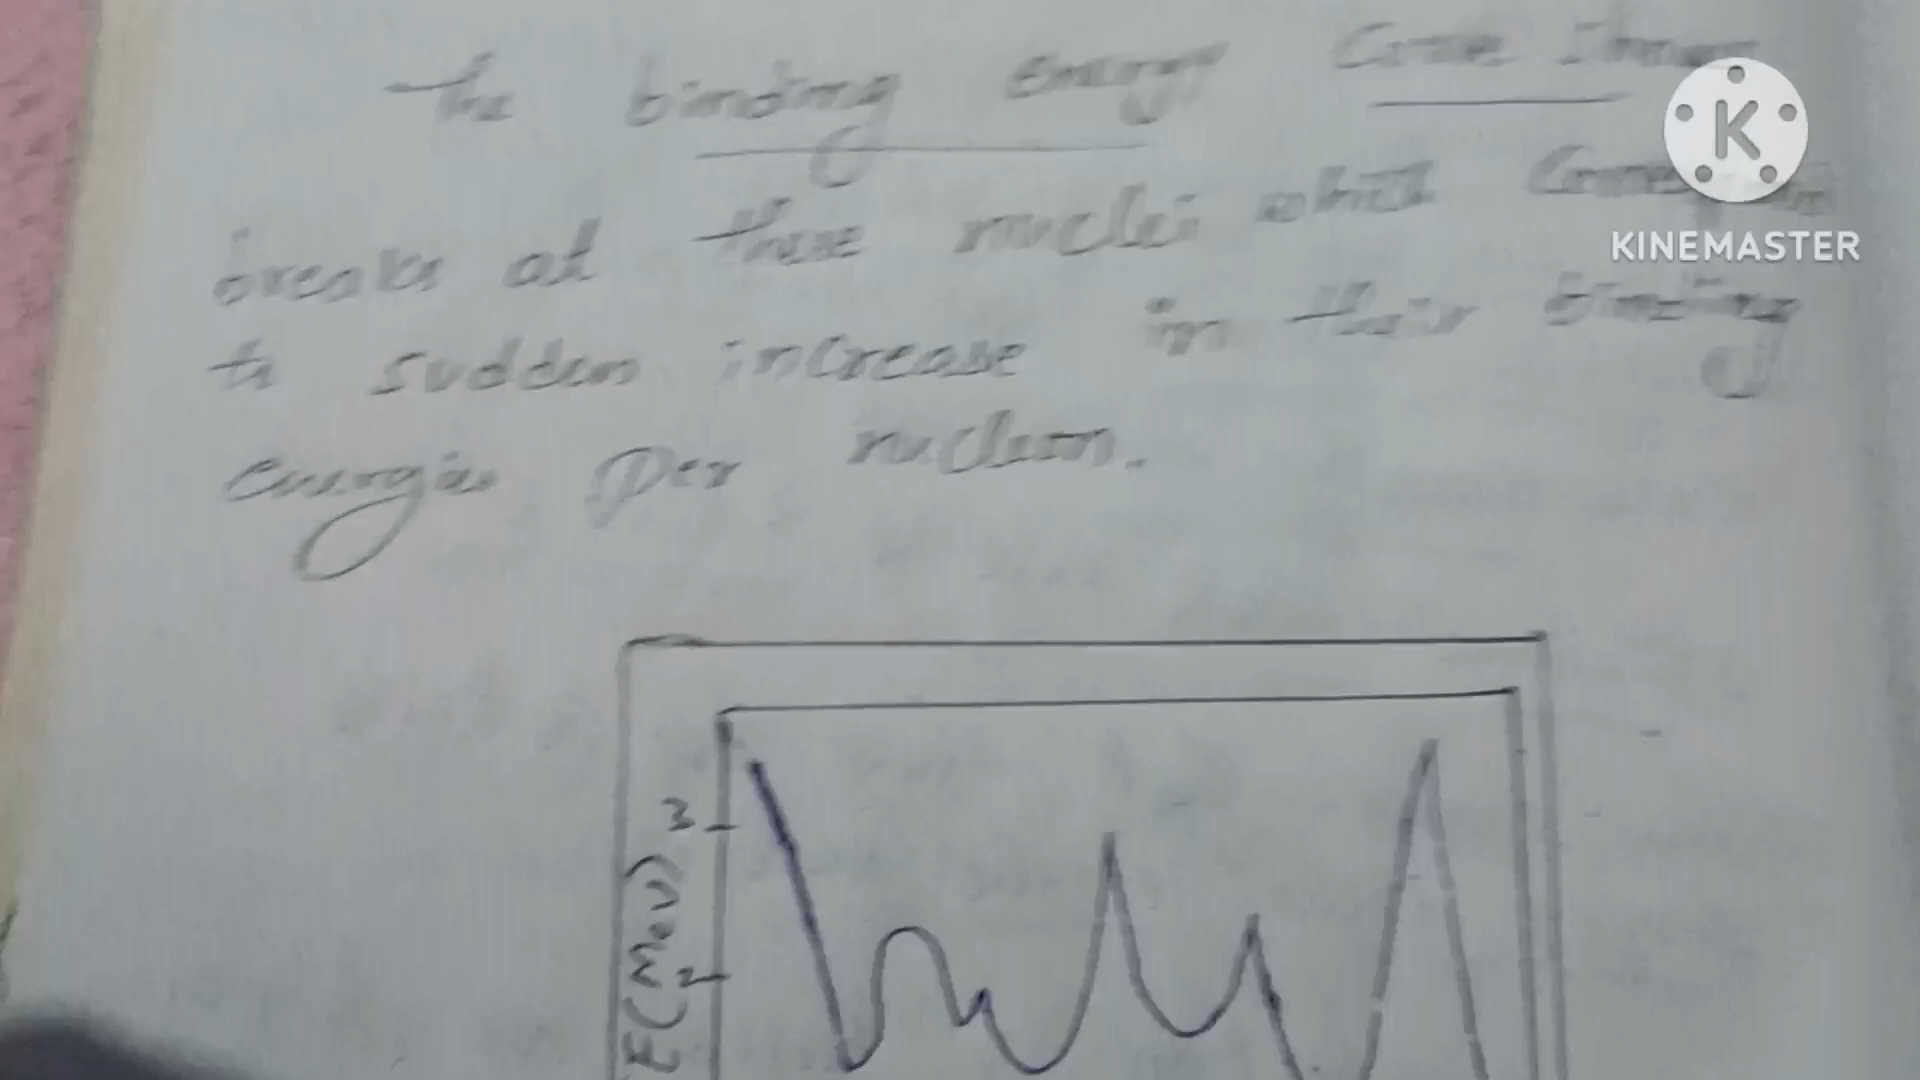 The binding energy
breaks at these nuclei which
to sudden increase in their binding
energies per nucleon.
K
KINEMASTER
3
2
E(MeV)